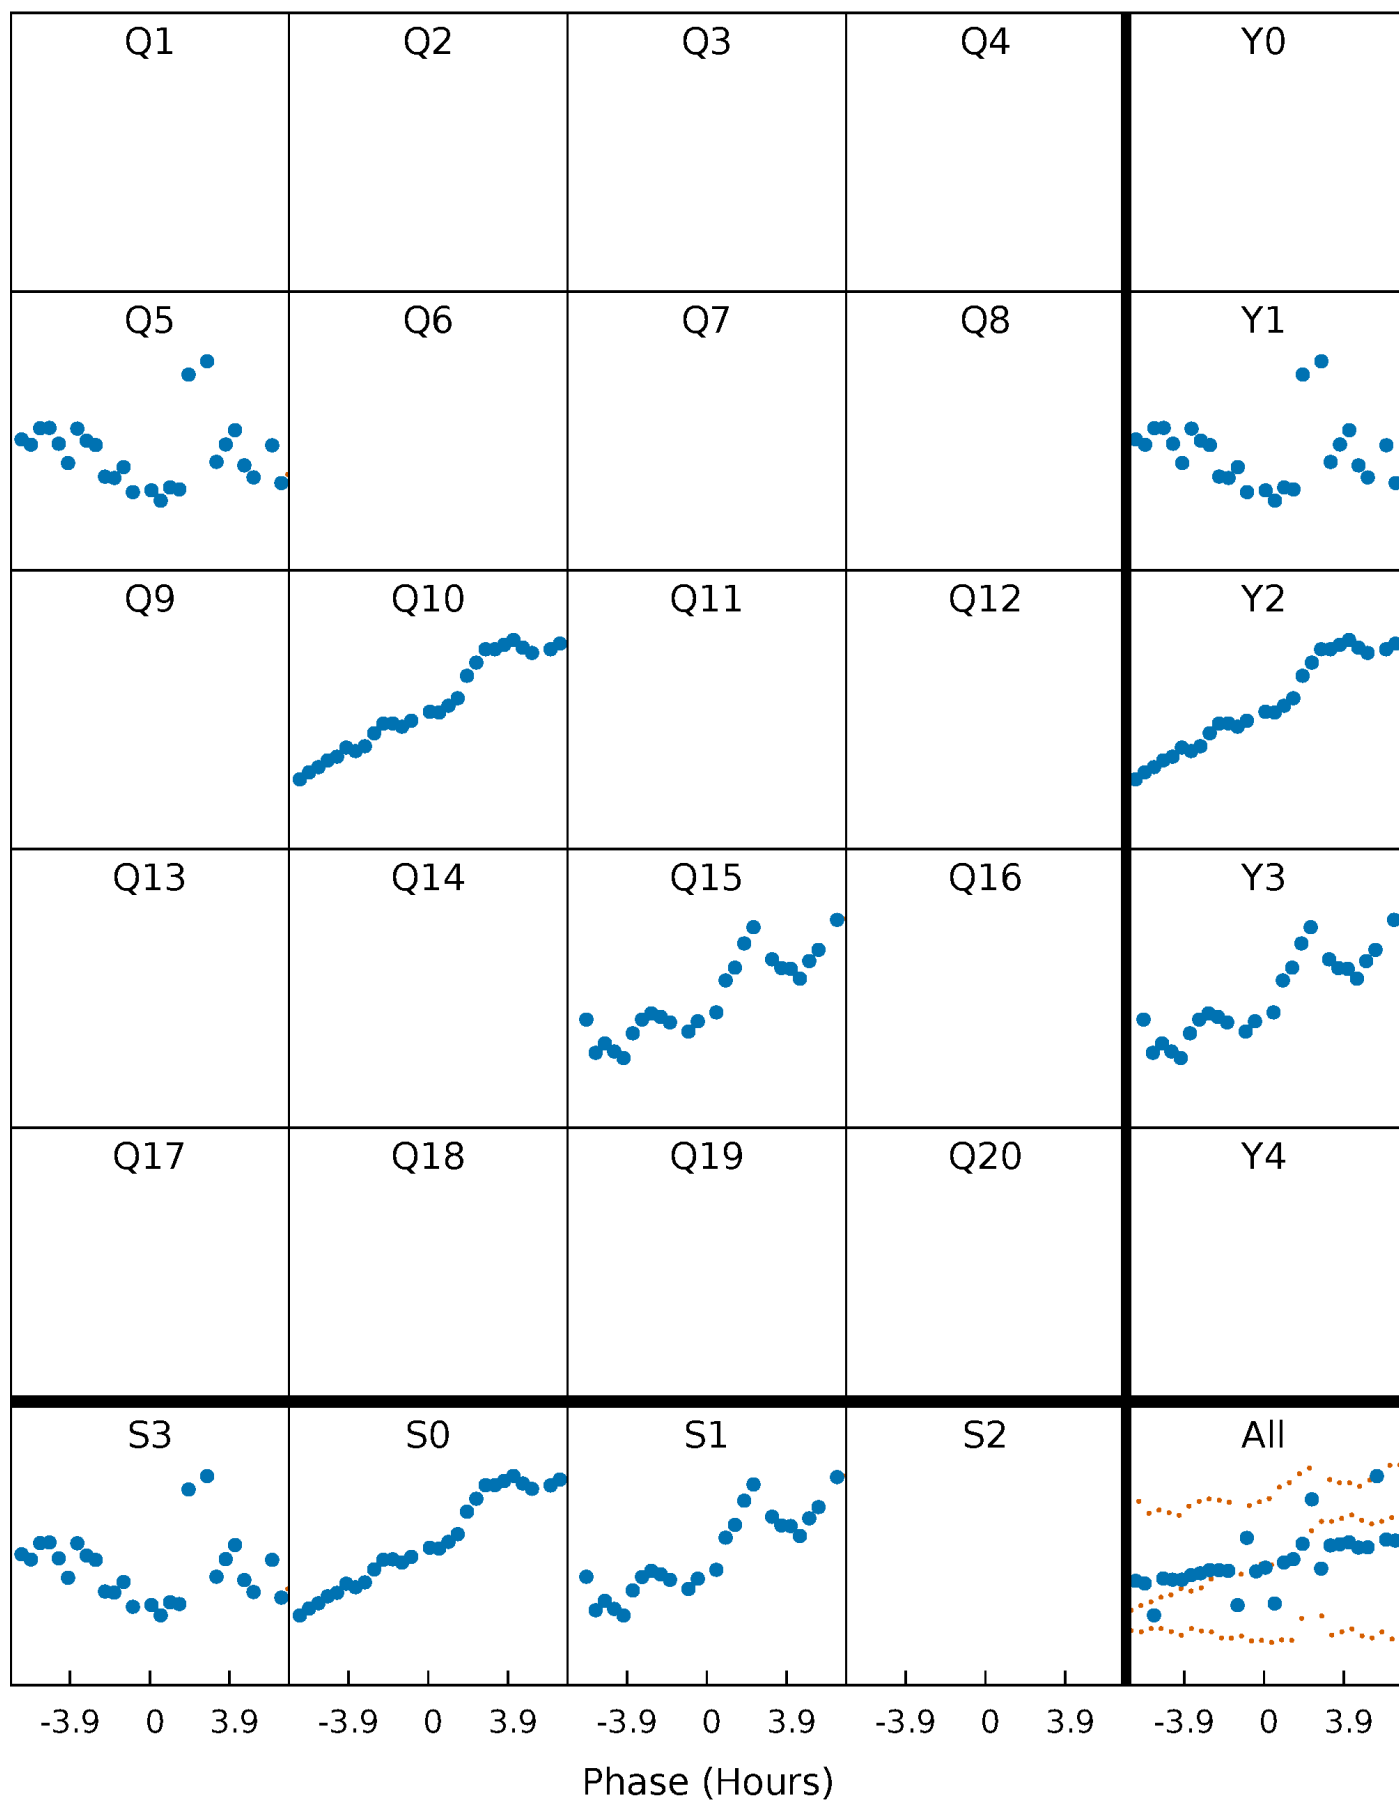 Q1 Q2 Q3 Q4 Y0
Q5 Q6 Q7 Q8 Y1
Q9 Q10 Q11 Q12 Y2
Q13 Q14 Q15 Q16 Y3
Q17 Q18 Q19 Q20 Y4
S3 S0 S1 S2 All
-3.9 0 3.9 -3.9 0 3.9 -3.9 0 3.9 -3.9 0 3.9 -3.9 0 3.9
Phase (Hours)